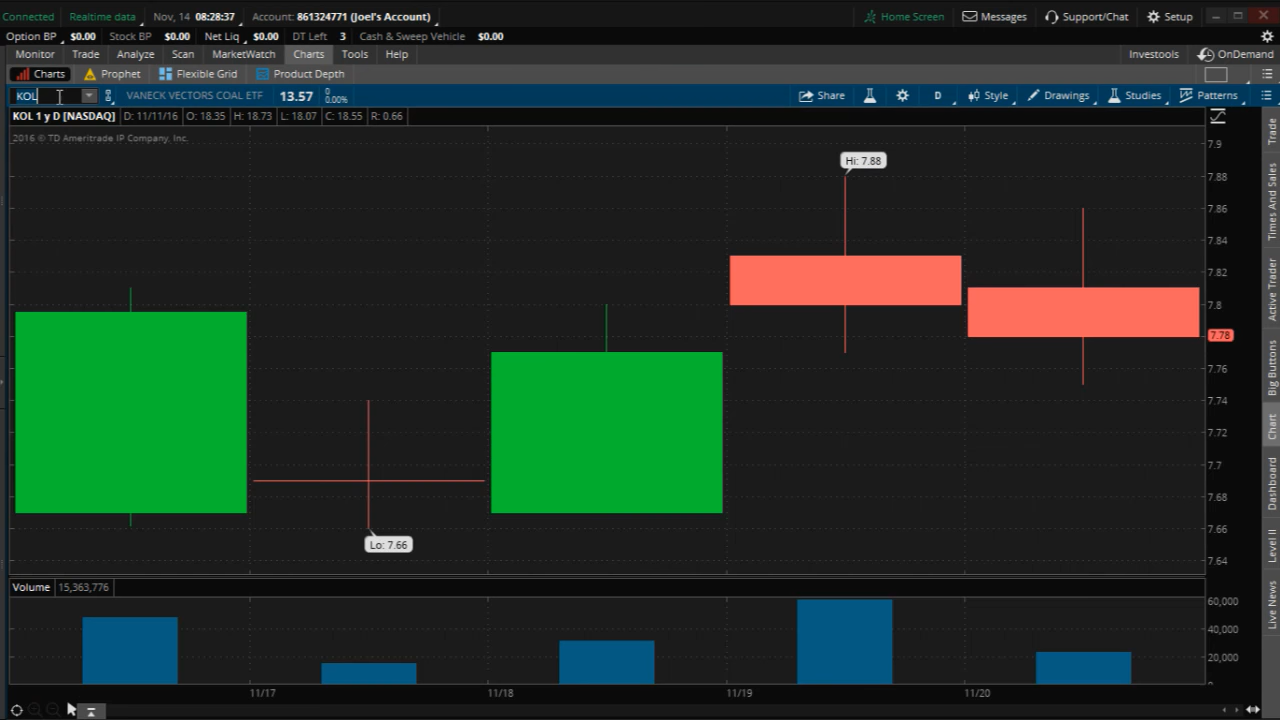 Connected Realtime data Nov, 14 08:28:37 Account: 861324771 (Joel's Account) Home Screen Messages Support/Chat Setup
Option BP $0.00 Stock BP $0.00 Net Liq $0.00 DT Left 3 Cash & Sweep Vehicle $0.00
Monitor Trade Analyze Scan MarketWatch Charts Tools Help Investools OnDemand
Charts Prophet Flexible Grid Product Depth
KOL VANECK VECTORS COAL ETF 13.57 0 0.00% Share D Style Drawings Studies Patterns
KOL 1 y D [NASDAQ] D: 11/11/16 O: 18.35 H: 18.73 L: 18.07 C: 18.55 R: 0.66
2016 © TD Ameritrade IP Company, Inc.
7.9
Hi: 7.88
7.88
7.86
7.84
7.82
7.8
7.78
7.76
7.74
7.72
7.7
7.68
7.66
Lo: 7.66
7.64
Volume 15,363,776
60,000
40,000
20,000
11/17 11/18 11/19 11/20
Trade
Times And Sales
Active Trader
Big Buttons
Chart
Dashboard
Level II
Live News